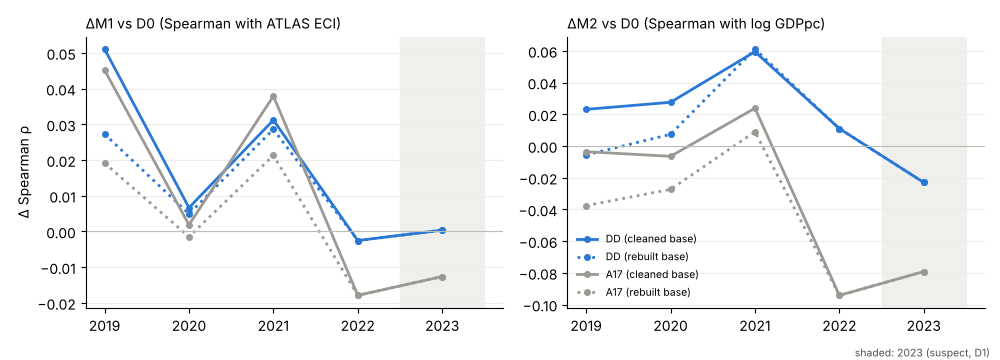 ΔM1 vs D0 (Spearman with ATLAS ECI)
Δ Spearman ρ
0.05
0.04
0.03
0.02
0.01
0.00
−0.01
−0.02
2019 2020 2021 2022 2023
ΔM2 vs D0 (Spearman with log GDPpc)
0.06
0.04
0.02
0.00
−0.02
−0.04
−0.06
−0.08
−0.10
DD (cleaned base)
DD (rebuilt base)
A17 (cleaned base)
A17 (rebuilt base)
2019 2020 2021 2022 2023
shaded: 2023 (suspect, D1)